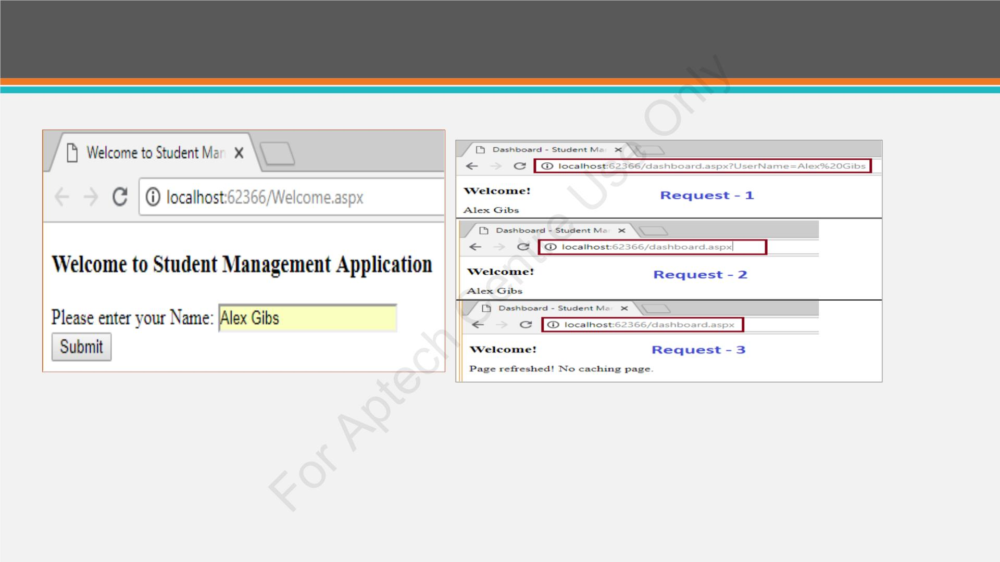 Welcome to Student Man
localhost:62366/Welcome.aspx
Welcome to Student Management Application
Please enter your Name: Alex Gibs
Submit
Dashboard - Student Ma
localhost:62366/dashboard.aspx?UserName=Alex%20Gibs
Welcome!
Request - 1
Alex Gibs
Dashboard - Student Ma
localhost:62366/dashboard.aspx
Welcome!
Request - 2
Alex Gibs
Dashboard - Student Ma
localhost:62366/dashboard.aspx
Welcome!
Request - 3
Page refreshed! No caching page.
For Aptech Centre Use Only